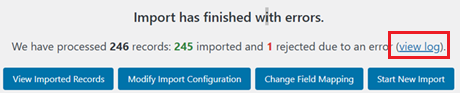 Import has finished with errors.
We have processed 246 records: 245 imported and 1 rejected due to an error (view log).
View Imported Records Modify Import Configuration Change Field Mapping Start New Import